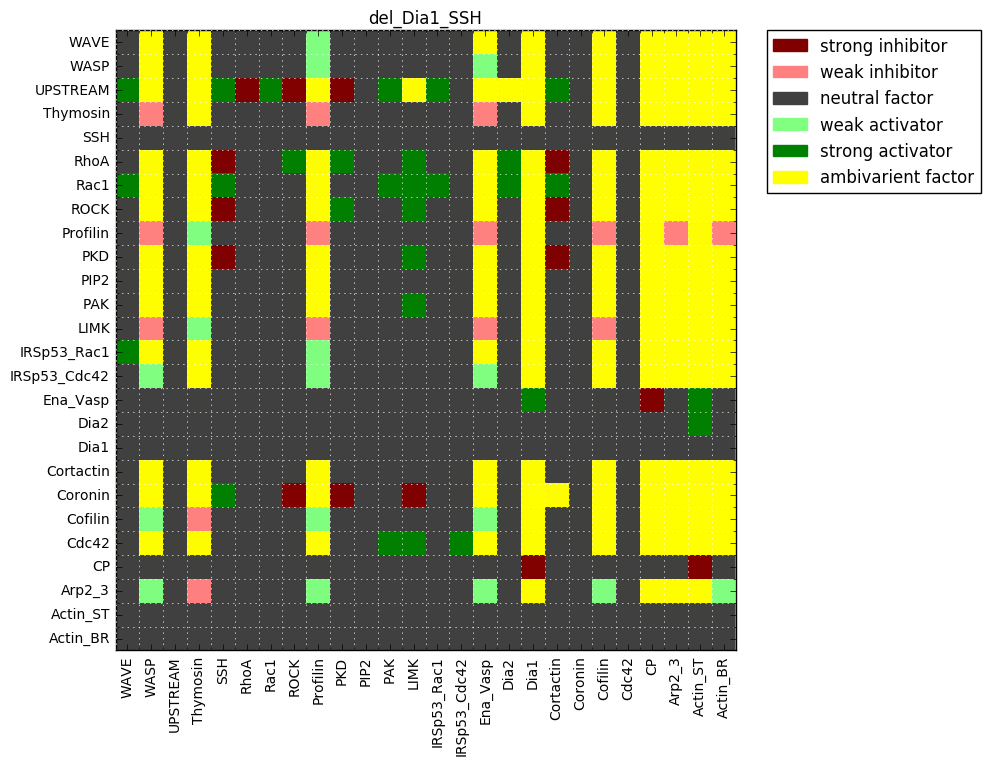 del_Dia1_SSH
WAVE
WASP
UPSTREAM
Thymosin
SSH
RhoA
Rac1
ROCK
Profilin
PKD
PIP2
PAK
LIMK
IRSp53_Rac1
IRSp53_Cdc42
Ena_Vasp
Dia2
Dia1
Cortactin
Coronin
Cofilin
Cdc42
CP
Arp2_3
Actin_ST
Actin_BR
WAVE
WASP
UPSTREAM
Thymosin
SSH
RhoA
Rac1
ROCK
Profilin
PKD
PIP2
PAK
LIMK
IRSp53_Rac1
IRSp53_Cdc42
Ena_Vasp
Dia2
Dia1
Cortactin
Coronin
Cofilin
Cdc42
CP
Arp2_3
Actin_ST
Actin_BR
strong inhibitor
weak inhibitor
neutral factor
weak activator
strong activator
ambivarient factor